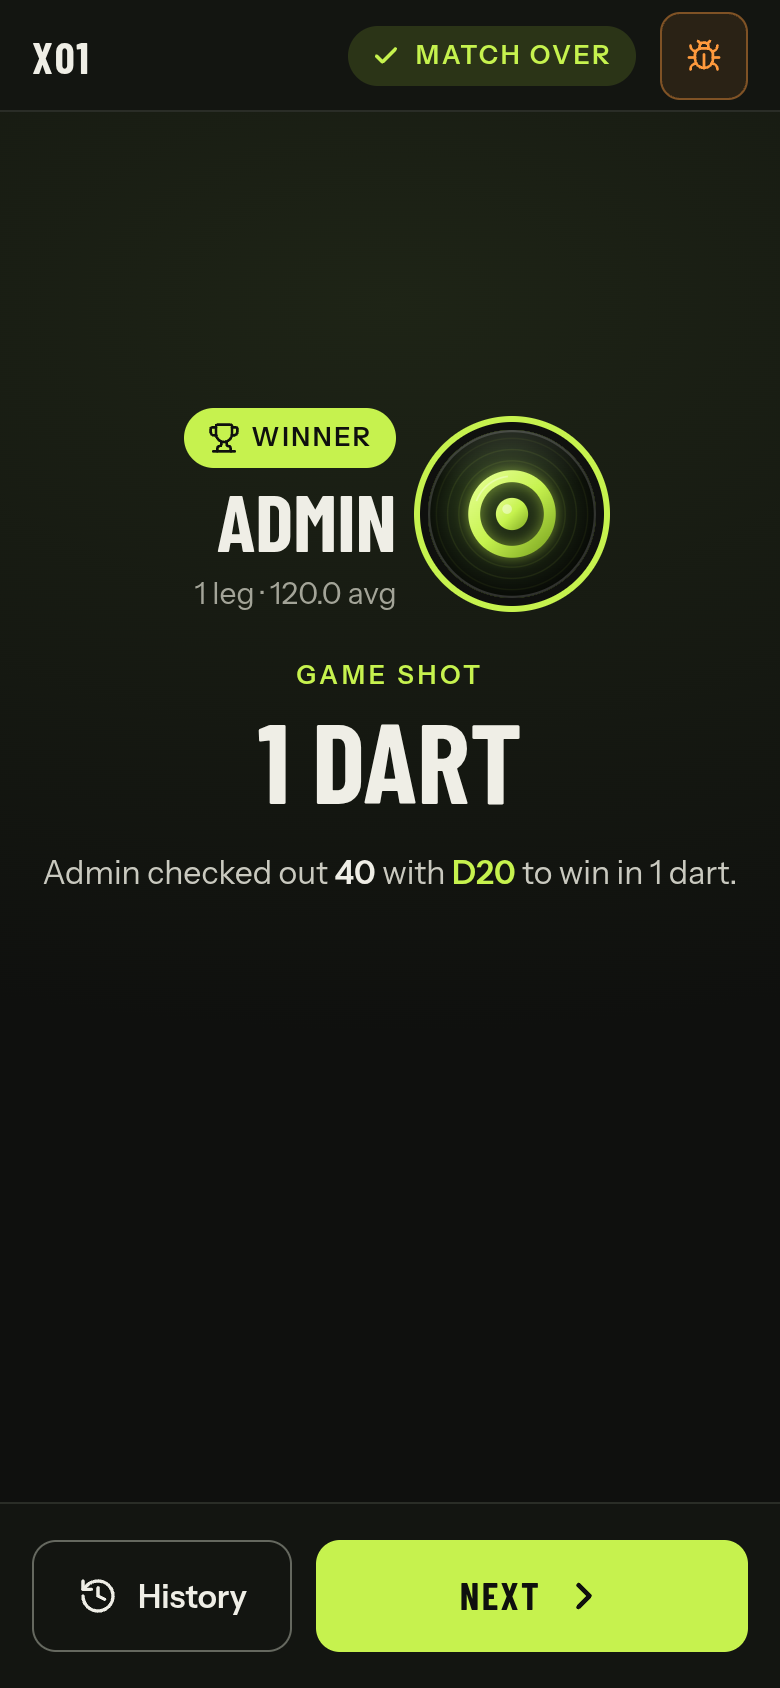 X01
MATCH OVER
WINNER
ADMIN
1 leg · 120.0 avg
GAME SHOT
1 DART
Admin checked out 40 with D20 to win in 1 dart.
History
NEXT